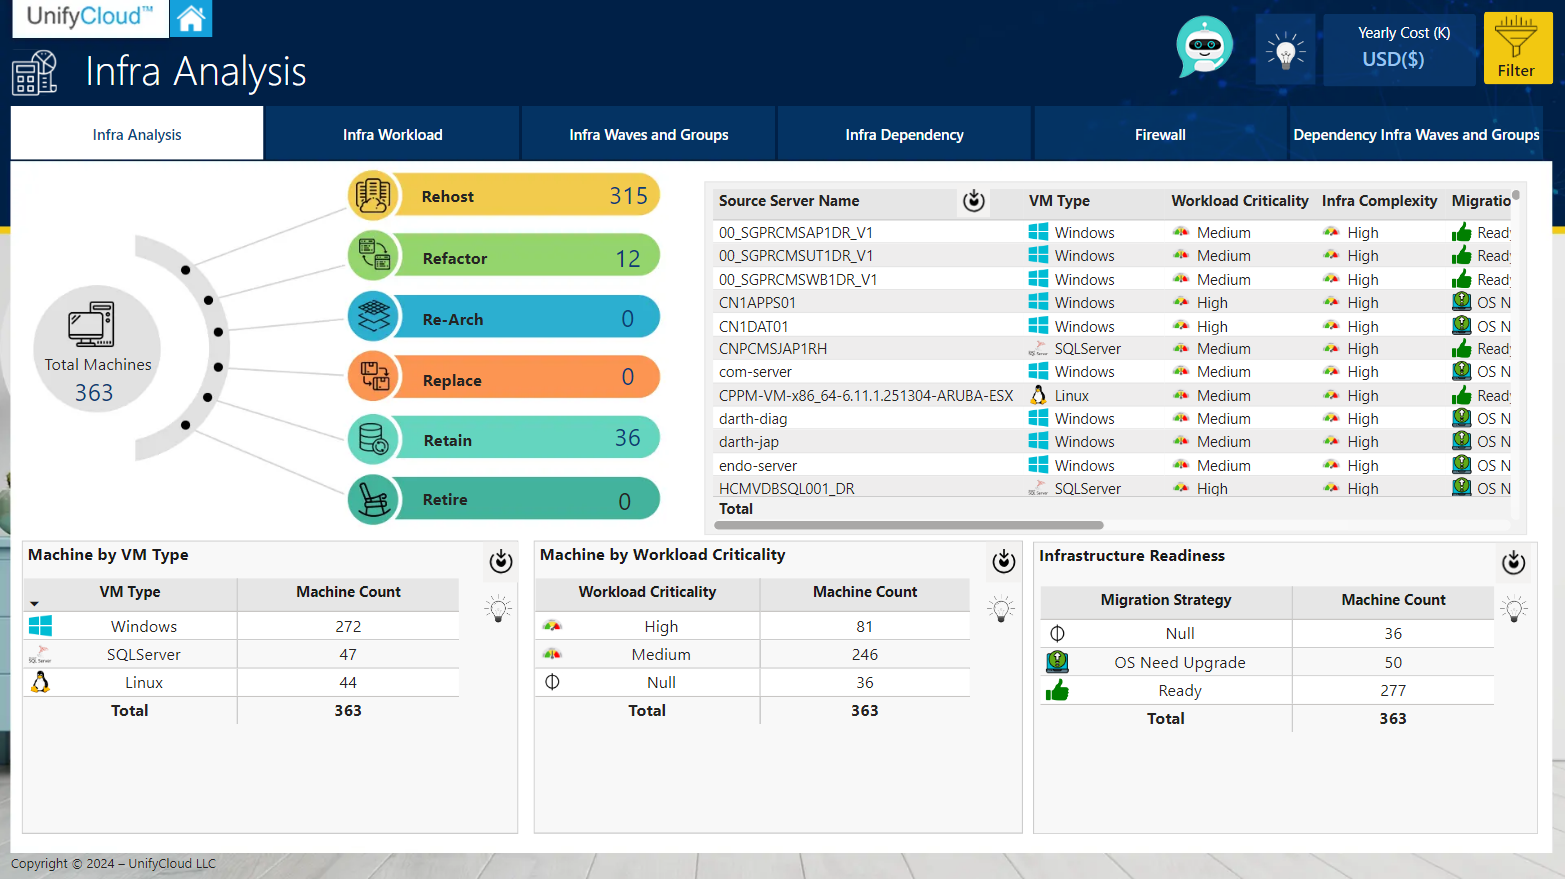 UnifyCloud™
Infra Analysis
Yearly Cost (K)
USD($)
Filter
Infra Analysis
Infra Workload
Infra Waves and Groups
Infra Dependency
Firewall
Dependency Infra Waves and Groups
Total Machines
363
Rehost 315
Refactor 12
Re-Arch 0
Replace 0
Retain 36
Retire 0
Source Server Name VM Type Workload Criticality Infra Complexity Migratio
00_SGPRCMSAP1DR_V1 Windows Medium High Ready
00_SGPRCMSUT1DR_V1 Windows Medium High Ready
00_SGPRCMSWB1DR_V1 Windows Medium High Ready
CN1APPS01 Windows High High OS N
CN1DAT01 Windows High High OS N
CNPCMSJAP1RH SQLServer Medium High Ready
com-server Windows Medium High OS N
CPPM-VM-x86_64-6.11.1.251304-ARUBA-ESX Linux Medium High Ready
darth-diag Windows Medium High OS N
darth-jap Windows Medium High OS N
endo-server Windows Medium High OS N
HCMVDBSQL001_DR SQLServer High High OS N
Total
Machine by VM Type
VM Type Machine Count
Windows 272
SQLServer 47
Linux 44
Total 363
Machine by Workload Criticality
Workload Criticality Machine Count
High 81
Medium 246
Null 36
Total 363
Infrastructure Readiness
Migration Strategy Machine Count
Null 36
OS Need Upgrade 50
Ready 277
Total 363
Copyright © 2024 – UnifyCloud LLC